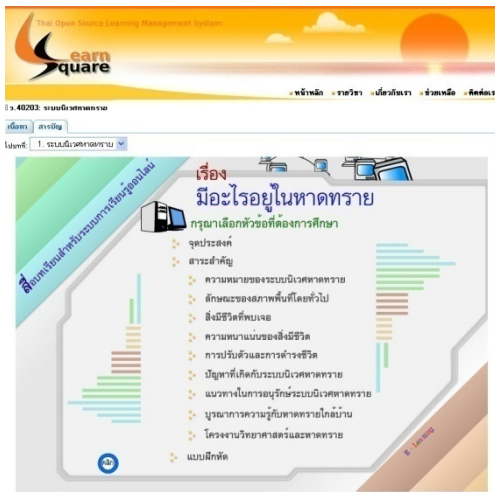 Thai Open Source Learning Management System
Learn
Square
หน้าหลัก
รายวิชา
เกี่ยวกับเรา
ช่วยเหลือ
ว.40203: ระบบนิเวศหาดทราย
เนื้อหา
สารบัญ
ไปบทที่:
1. ระบบนิเวศหาดทราย
สื่อบทเรียนสำหรับระบบการเรียนรู้ออนไลน์
เรื่อง
มีอะไรอยู่ในหาดทราย
กรุณาเลือกหัวข้อที่ต้องการศึกษา
จุดประสงค์
สาระสำคัญ
ความหมายของระบบนิเวศหาดทราย
ลักษณะของสภาพพื้นที่โดยทั่วไป
สิ่งมีชีวิตที่พบเจอ
ความหนาแน่นของสิ่งมีชีวิต
การปรับตัวและการดำรงชีวิต
ปัญหาที่เกิดกับระบบนิเวศหาดทราย
แนวทางในการอนุรักษ์ระบบนิเวศหาดทราย
บูรณาการความรู้กับหาดทรายใกล้บ้าน
โครงงานวิทยาศาสตร์และหาดทราย
แบบฝึกหัด
คลิก
E - Learning